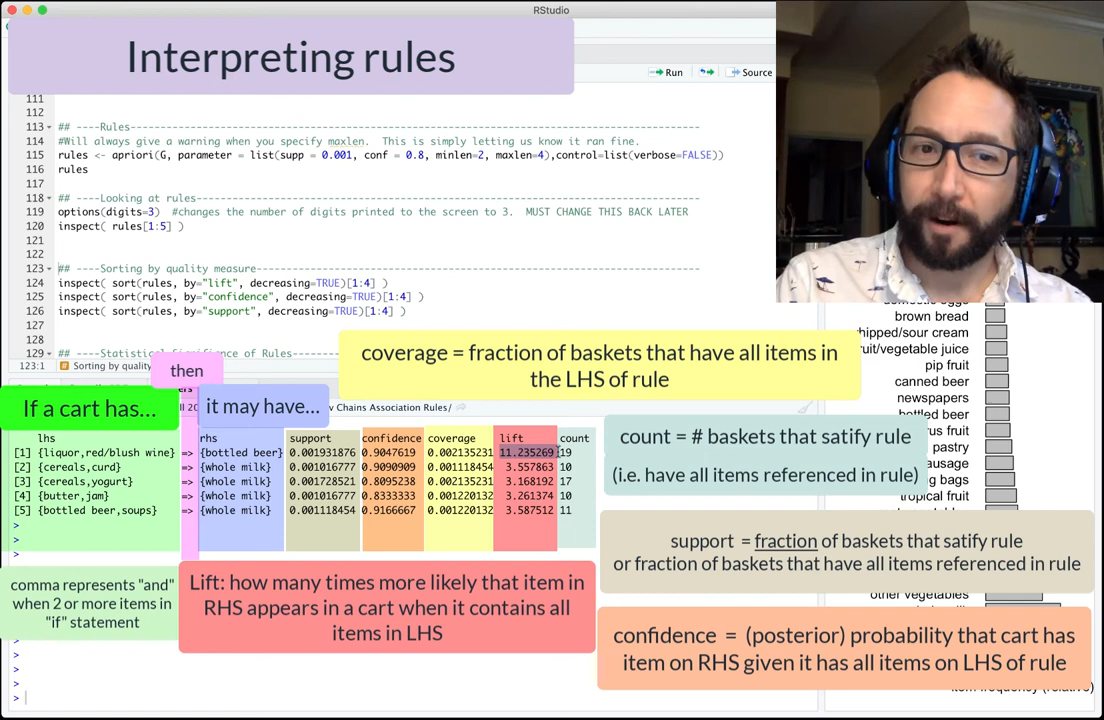 RStudio
Interpreting rules
Run
Source
111
112
113 ## ----Rules--------------------------------------------------------------------
114 #Will always give a warning when you specify maxlen. This is simply letting us know it ran fine.
115 rules <- apriori(G, parameter = list(supp = 0.001, conf = 0.8, minlen=2, maxlen=4),control=list(verbose=FALSE))
116 rules
117
118 ## ----Looking at rules---------------------------------------------------------
119 options(digits=3) #changes the number of digits printed to the screen to 3. MUST CHANGE THIS BACK LATER
120 inspect( rules[1:5] )
121
122
123 ## ----Sorting by quality measure-----------------------------------------------
124 inspect( sort(rules, by="lift", decreasing=TRUE)[1:4] )
125 inspect( sort(rules, by="confidence", decreasing=TRUE)[1:4] )
126 inspect( sort(rules, by="support", decreasing=TRUE)[1:4] )
127
128
129 ## ----Statistical Significance of Rules
123:1 # Sorting by quality
brown bread
whipped/sour cream
fruit/vegetable juice
pip fruit
canned beer
newspapers
bottled beer
pastry
tropical fruit
other vegetables
then
coverage = fraction of baskets that have all items in
the LHS of rule
If a cart has...
it may have...
Chains Association Rules/
lhs rhs support confidence coverage lift count
[1] {liquor,red/blush wine} => {bottled beer} 0.001931876 0.9047619 0.002135231 11.235269 19
[2] {cereals,curd} => {whole milk} 0.001016777 0.9090909 0.001118454 3.557863 10
[3] {cereals,yogurt} => {whole milk} 0.001728521 0.8095238 0.002135231 3.168192 17
[4] {butter,jam} => {whole milk} 0.001016777 0.8333333 0.001220132 3.261374 10
[5] {bottled beer,soups} => {whole milk} 0.001118454 0.9166667 0.001220132 3.587512 11
>
>
>
count = # baskets that satify rule
(i.e. have all items referenced in rule)
support = fraction of baskets that satify rule
or fraction of baskets that have all items referenced in rule
comma represents "and"
when 2 or more items in
"if" statement
Lift: how many times more likely that item in
RHS appears in a cart when it contains all
items in LHS
confidence = (posterior) probability that cart has
item on RHS given it has all items on LHS of rule
>
>
>
>
>